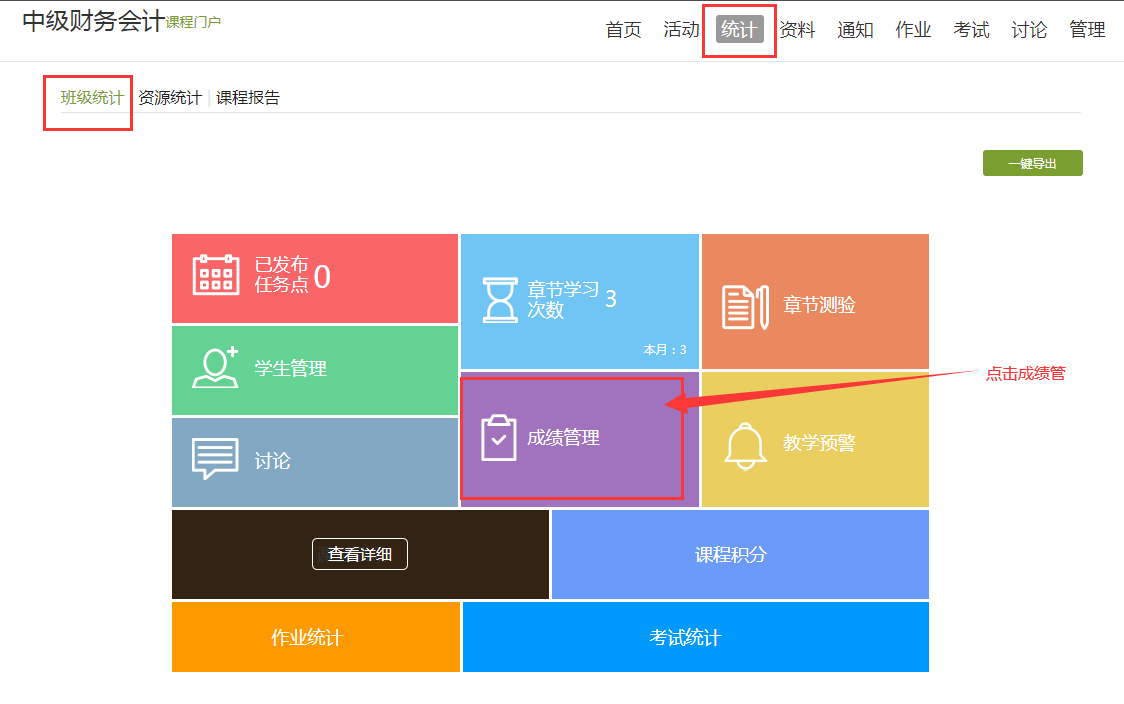 中级财务会计课程门户
首页 活动 统计 资料 通知 作业 考试 讨论 管理
班级统计 资源统计 | 课程报告
一键导出
已发布
任务点 0
章节学习
次数 3
本月：3
章节测验
学生管理
点击成绩管
成绩管理
教学预警
讨论
查看详细
课程积分
作业统计
考试统计